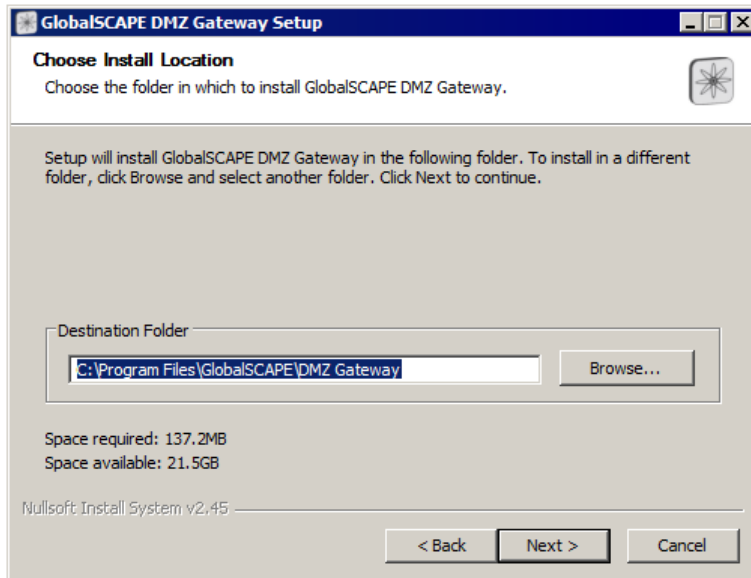 GlobalSCAPE DMZ Gateway Setup
Choose Install Location
Choose the folder in which to install GlobalSCAPE DMZ Gateway.
Setup will install GlobalSCAPE DMZ Gateway in the following folder. To install in a different
folder, click Browse and select another folder. Click Next to continue.
Destination Folder
C:\Program Files\GlobalSCAPE\DMZ Gateway
Browse...
Space required: 137.2MB
Space available: 21.5GB
Nullsoft Install System v2.45
< Back Next > Cancel